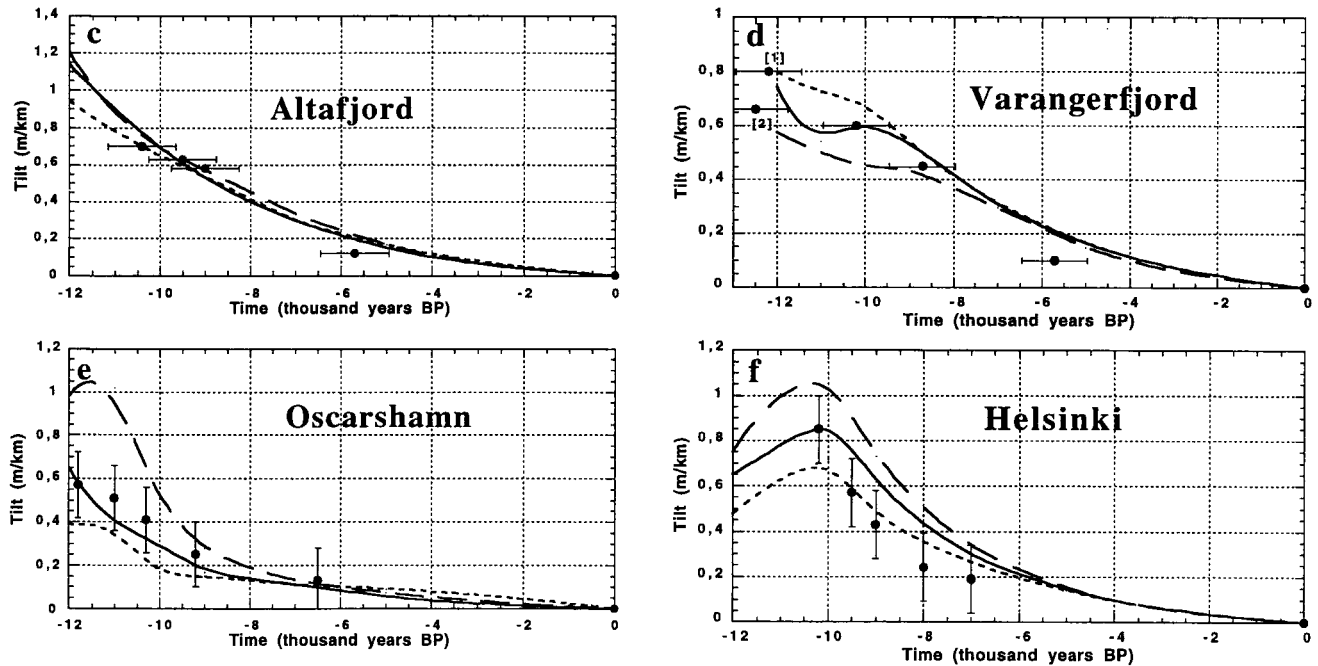 c
Altafjord
Tilt (m/km)
1,4
1,2
1
0,8
0,6
0,4
0,2
0
-12 -10 -8 -6 -4 -2 0
Time (thousand years BP)
d
Varangerfjord
[1]
[2]
Tilt (m/km)
1
0,8
0,6
0,4
0,2
0
-12 -10 -8 -6 -4 -2 0
Time (thousand years BP)
e
Oscarshamn
Tilt (m/km)
1,2
1
0,8
0,6
0,4
0,2
0
-12 -10 -8 -6 -4 -2 0
Time (thousand years BP)
f
Helsinki
Tilt (m/km)
1,2
1
0,8
0,6
0,4
0,2
0
-12 -10 -8 -6 -4 -2 0
Time (thousand years BP)